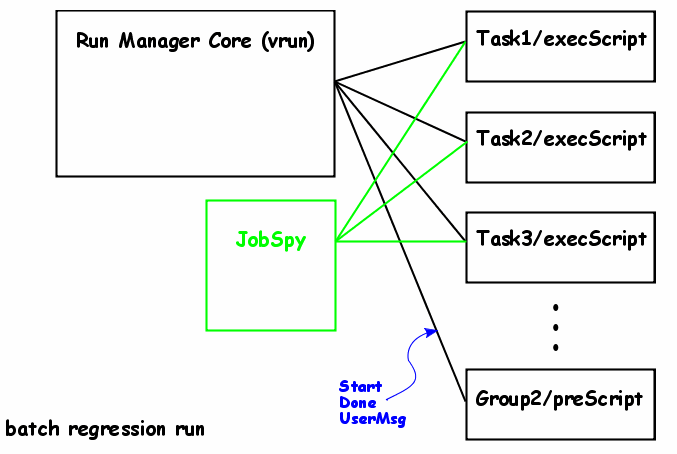 Run Manager Core (vrun)
Task1/execScript
Task2/execScript
JobSpy
Task3/execScript
Start
Done
UserMsg
Group2/preScript
batch regression run